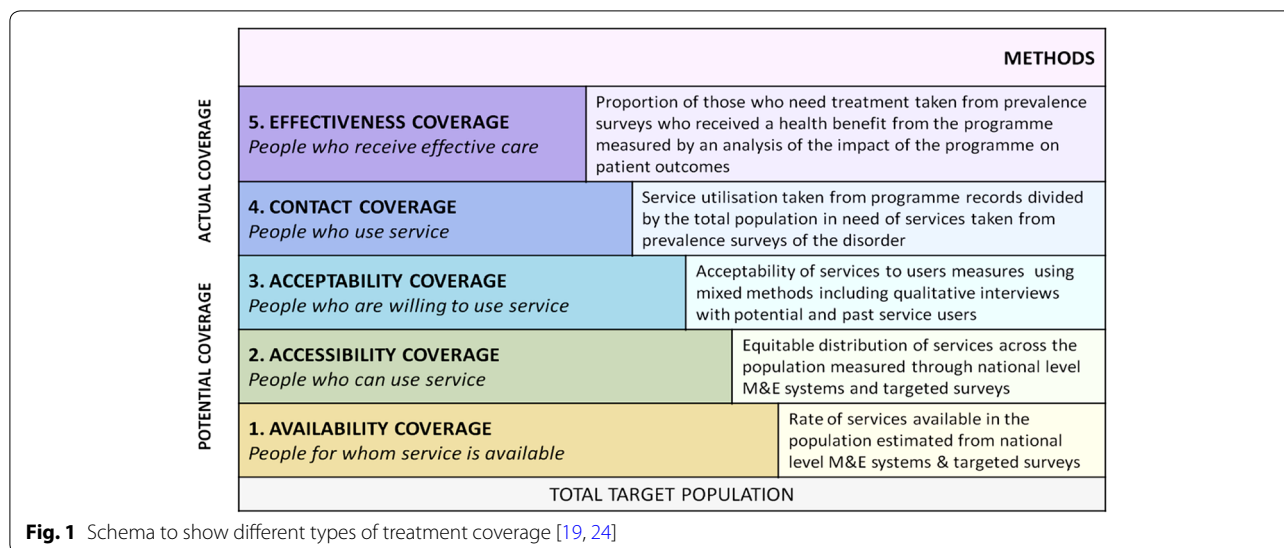 METHODS
ACTUAL COVERAGE
5. EFFECTIVENESS COVERAGE
People who receive effective care
Proportion of those who need treatment taken from prevalence
surveys who received a health benefit from the programme
measured by an analysis of the impact of the programme on
patient outcomes
4. CONTACT COVERAGE
People who use service
Service utilisation taken from programme records divided
by the total population in need of services taken from
prevalence surveys of the disorder
POTENTIAL COVERAGE
3. ACCEPTABILITY COVERAGE
People who are willing to use service
Acceptability of services to users measures using
mixed methods including qualitative interviews
with potential and past service users
2. ACCESSIBILITY COVERAGE
People who can use service
Equitable distribution of services across the
population measured through national level
M&E systems and targeted surveys
1. AVAILABILITY COVERAGE
People for whom service is available
Rate of services available in the
population estimated from national
level M&E systems & targeted surveys
TOTAL TARGET POPULATION
Fig. 1 Schema to show different types of treatment coverage [19, 24]